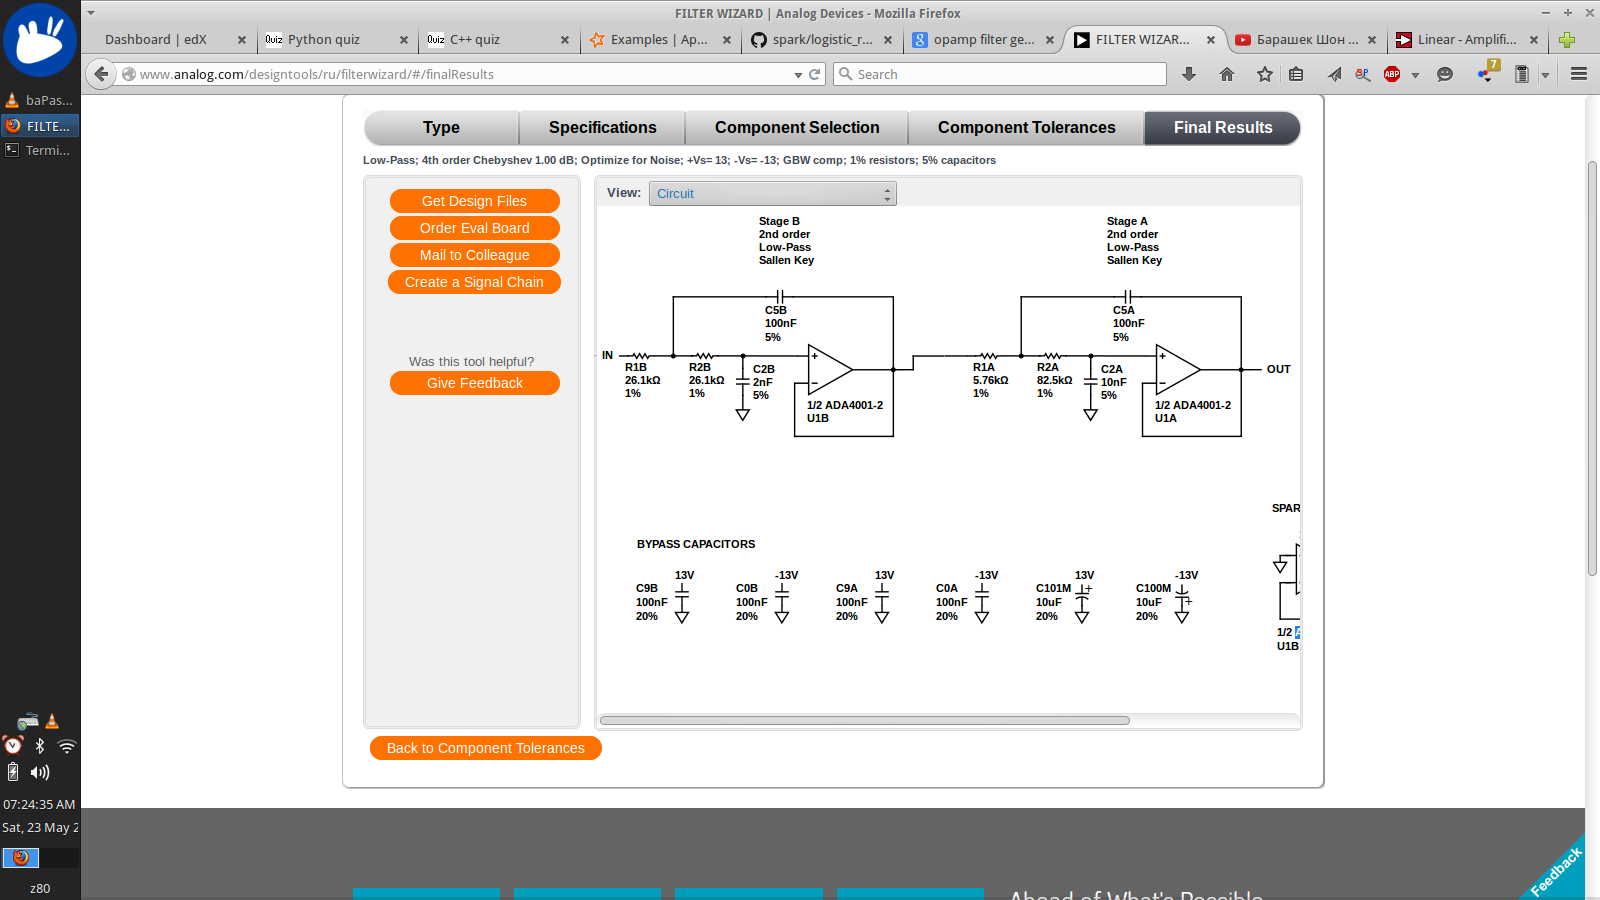 FILTER WIZARD | Analog Devices - Mozilla Firefox
Dashboard | edX
Quiz Python quiz
Quiz C++ quiz
Examples | Ap...
spark/logistic_r...
opamp filter ge...
FILTER WIZAR...
Барашек Шон ...
Linear - Amplifi...
www.analog.com/designtools/ru/filterwizard/#/finalResults
Search
ABP
7
baPas...
FILTE...
Termi...
Type
Specifications
Component Selection
Component Tolerances
Final Results
Low-Pass; 4th order Chebyshev 1.00 dB; Optimize for Noise; +Vs= 13; -Vs= -13; GBW comp; 1% resistors; 5% capacitors
Get Design Files
Order Eval Board
Mail to Colleague
Create a Signal Chain
Was this tool helpful?
Give Feedback
View:
Circuit
Stage B
2nd order
Low-Pass
Sallen Key
Stage A
2nd order
Low-Pass
Sallen Key
C5B
100nF
5%
C5A
100nF
5%
IN
R1B
26.1kΩ
1%
R2B
26.1kΩ
1%
C2B
2nF
5%
+
−
1/2 ADA4001-2
U1B
R1A
5.76kΩ
1%
R2A
82.5kΩ
1%
C2A
10nF
5%
+
−
1/2 ADA4001-2
U1A
OUT
SPAR
BYPASS CAPACITORS
C9B
100nF
20%
13V
C0B
100nF
20%
-13V
C9A
100nF
20%
13V
C0A
100nF
20%
-13V
C101M
10uF
20%
13V
+
C100M
10uF
20%
-13V
+
1/2 A
U1B
Back to Component Tolerances
07:24:35 AM
Sat, 23 May 2
z80
Ahead of What's Possible
Feedback